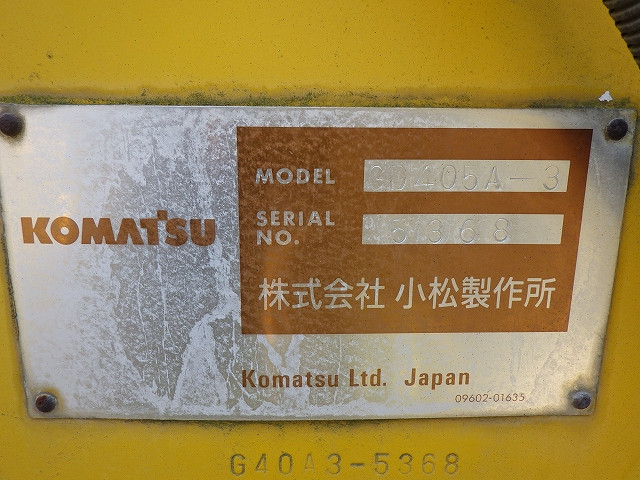 KOMATSU
MODEL GD405A-3
SERIAL NO. 5368
株式会社 小松製作所
Komatsu Ltd. Japan
09602-01635
G40A3-5368